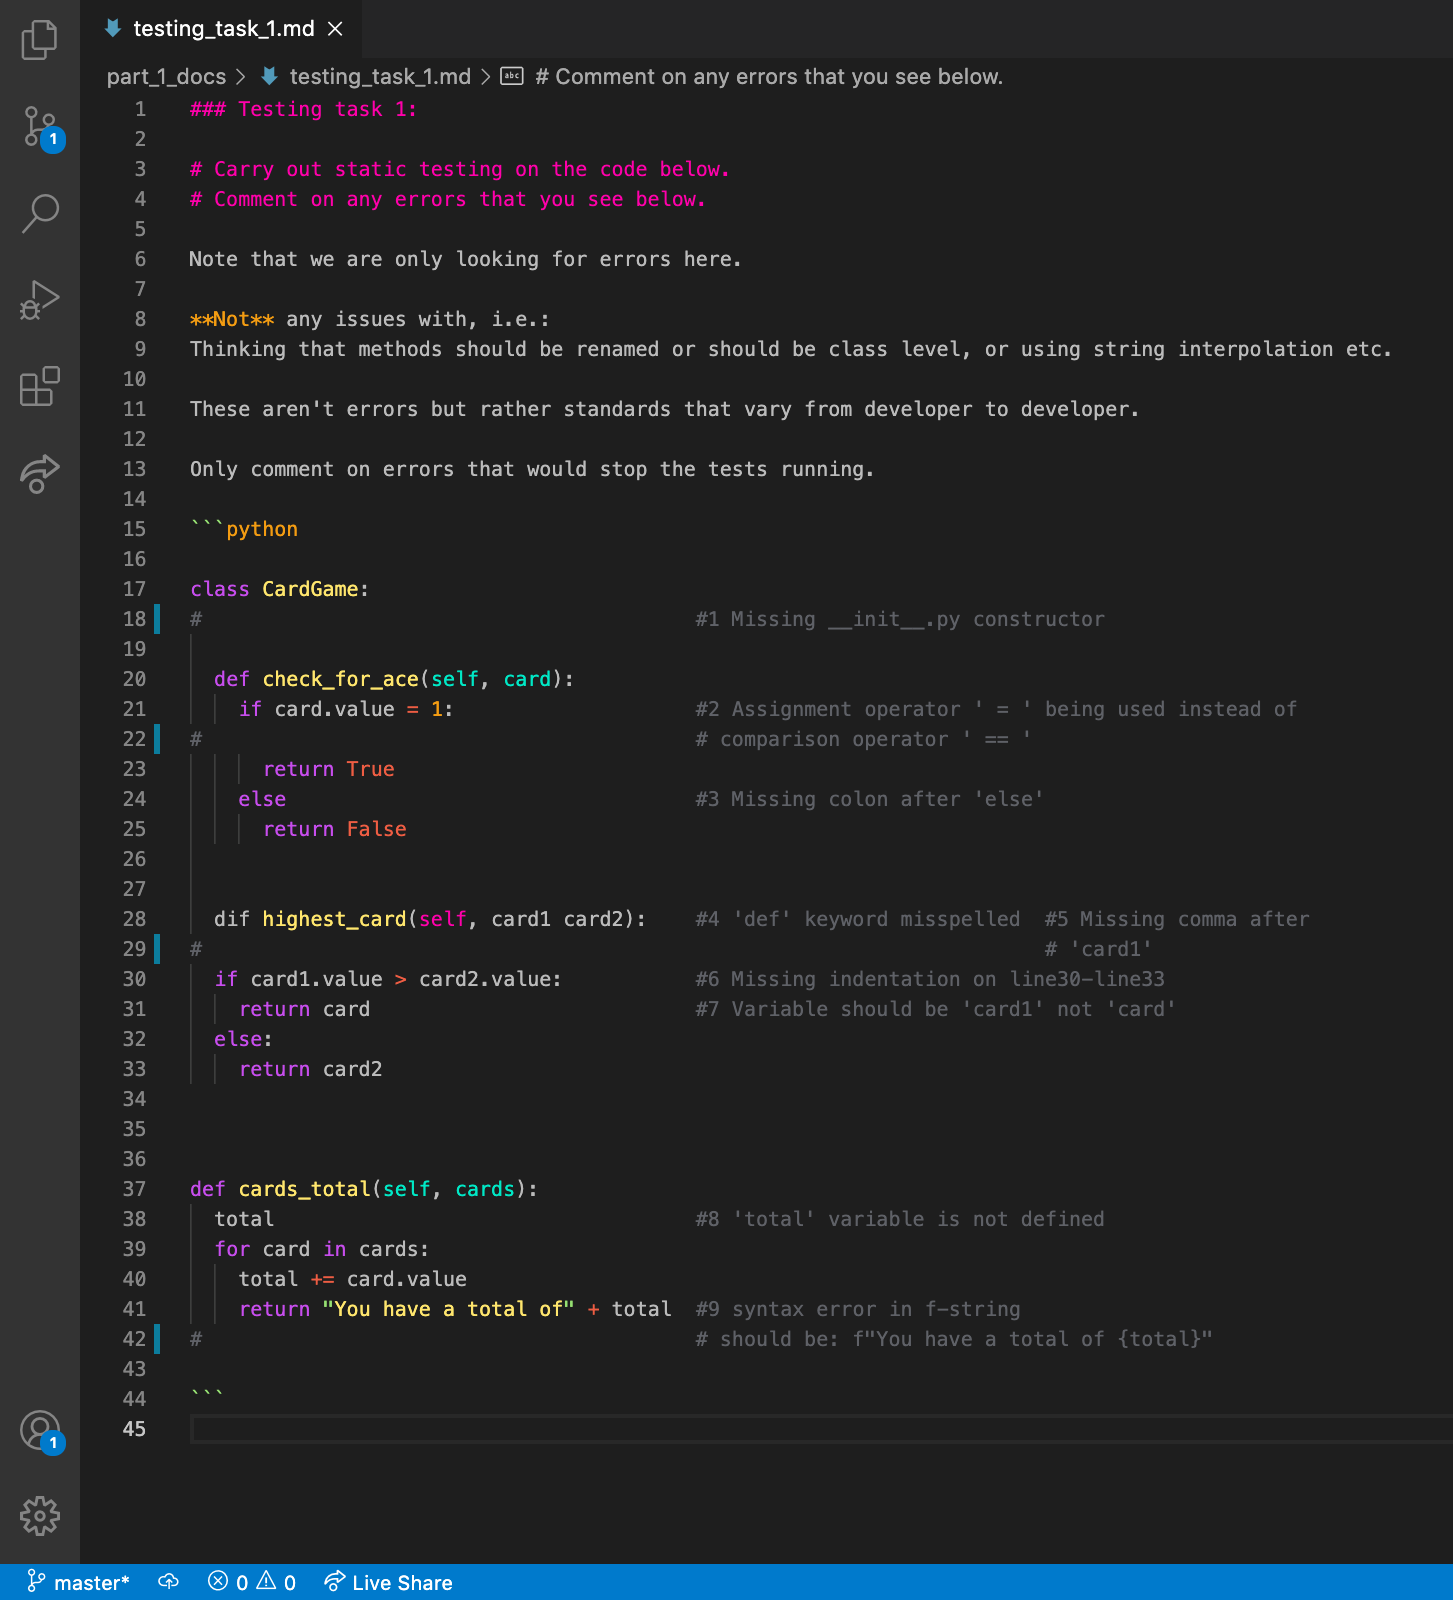 testing_task_1.md ×
part_1_docs > testing_task_1.md > abc # Comment on any errors that you see below.
1 ### Testing task 1:
2
3 # Carry out static testing on the code below.
4 # Comment on any errors that you see below.
5
6 Note that we are only looking for errors here.
7
8 **Not** any issues with, i.e.:
9 Thinking that methods should be renamed or should be class level, or using string interpolation etc.
10
11 These aren't errors but rather standards that vary from developer to developer.
12
13 Only comment on errors that would stop the tests running.
14
15 ```python
16
17 class CardGame:
18 # #1 Missing __init__.py constructor
19
20 def check_for_ace(self, card):
21 if card.value = 1: #2 Assignment operator ' = ' being used instead of
22 # # comparison operator ' == '
23 return True
24 else #3 Missing colon after 'else'
25 return False
26
27
28 dif highest_card(self, card1 card2): #4 'def' keyword misspelled #5 Missing comma after
29 # # 'card1'
30 if card1.value > card2.value: #6 Missing indentation on line30-line33
31 return card #7 Variable should be 'card1' not 'card'
32 else:
33 return card2
34
35
36
37 def cards_total(self, cards):
38 total #8 'total' variable is not defined
39 for card in cards:
40 total += card.value
41 return "You have a total of" + total #9 syntax error in f-string
42 # # should be: f"You have a total of {total}"
43
44 ```
45
1
1
master* 0 0 Live Share